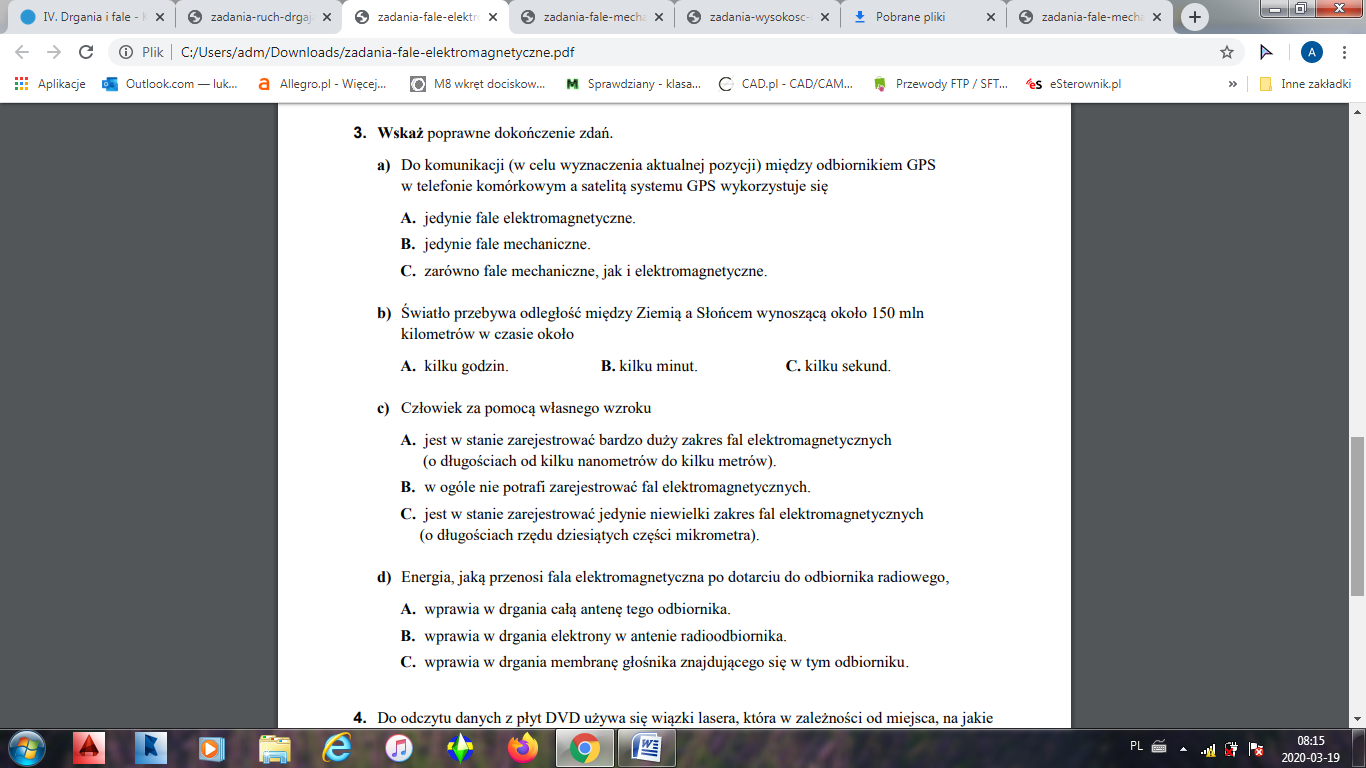 IV. Drgania i fale - K
zadania-ruch-drgaj
zadania-fale-elektr
zadania-fale-mecha
zadania-wysokosc-
Pobrane pliki
zadania-fale-mecha
Plik
C:/Users/adm/Downloads/zadania-fale-elektromagnetyczne.pdf
A
Aplikacje
Outlook.com — luk...
Allegro.pl - Więcej...
M8 wkręt dociskow...
Sprawdziany - klasa...
CAD.pl - CAD/CAM...
Przewody FTP / SFT...
eSterownik.pl
»
Inne zakładki
3. Wskaż poprawne dokończenie zdań.
a) Do komunikacji (w celu wyznaczenia aktualnej pozycji) między odbiornikiem GPS
w telefonie komórkowym a satelitą systemu GPS wykorzystuje się
A. jedynie fale elektromagnetyczne.
B. jedynie fale mechaniczne.
C. zarówno fale mechaniczne, jak i elektromagnetyczne.
b) Światło przebywa odległość między Ziemią a Słońcem wynoszącą około 150 mln
kilometrów w czasie około
A. kilku godzin. B. kilku minut. C. kilku sekund.
c) Człowiek za pomocą własnego wzroku
A. jest w stanie zarejestrować bardzo duży zakres fal elektromagnetycznych
(o długościach od kilku nanometrów do kilku metrów).
B. w ogóle nie potrafi zarejestrować fal elektromagnetycznych.
C. jest w stanie zarejestrować jedynie niewielki zakres fal elektromagnetycznych
(o długościach rzędu dziesiątych części mikrometra).
d) Energia, jaką przenosi fala elektromagnetyczna po dotarciu do odbiornika radiowego,
A. wprawia w drgania całą antenę tego odbiornika.
B. wprawia w drgania elektrony w antenie radioodbiornika.
C. wprawia w drgania membranę głośnika znajdującego się w tym odbiorniku.
4. Do odczytu danych z płyt DVD używa się wiązki lasera, która w zależności od miejsca, na jakie
PL
08:15
2020-03-19